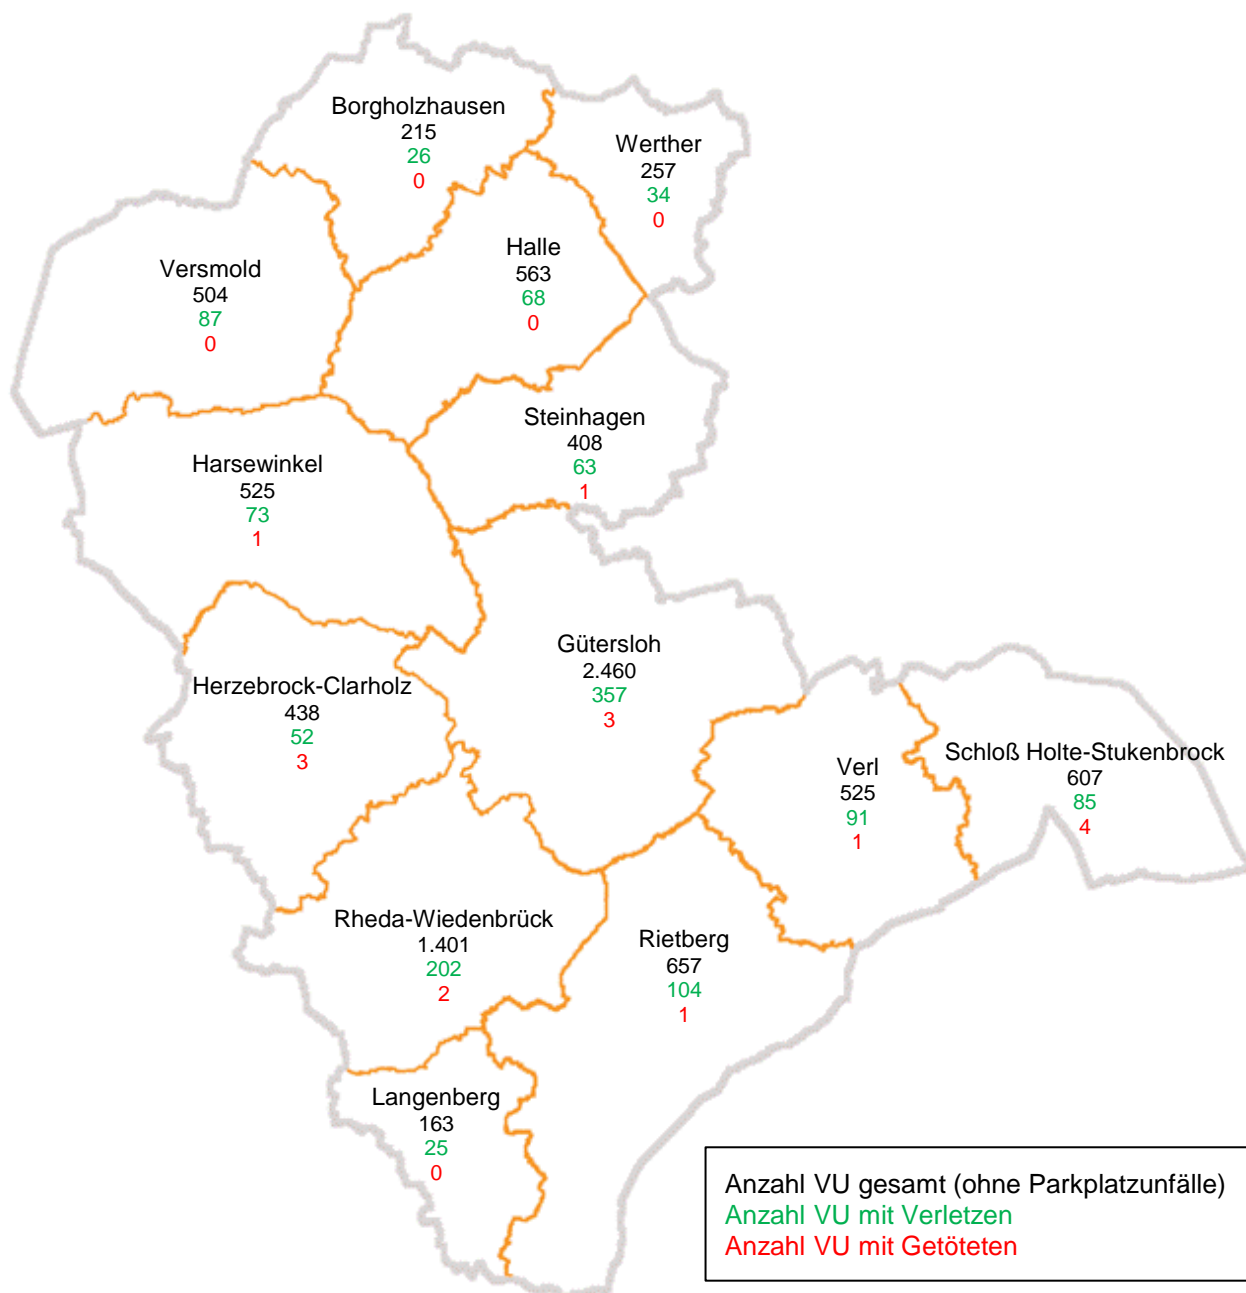 Borgholzhausen
215
26
0
Werther
257
34
0
Halle
563
68
0
Versmold
504
87
0
Steinhagen
408
63
1
Harsewinkel
525
73
1
Gütersloh
2.460
357
3
Herzebrock-Clarholz
438
52
3
Verl
525
91
1
Schloß Holte-Stukenbrock
607
85
4
Rheda-Wiedenbrück
1.401
202
2
Rietberg
657
104
1
Langenberg
163
25
0
Anzahl VU gesamt (ohne Parkplatzunfälle)
Anzahl VU mit Verletzen
Anzahl VU mit Getöteten